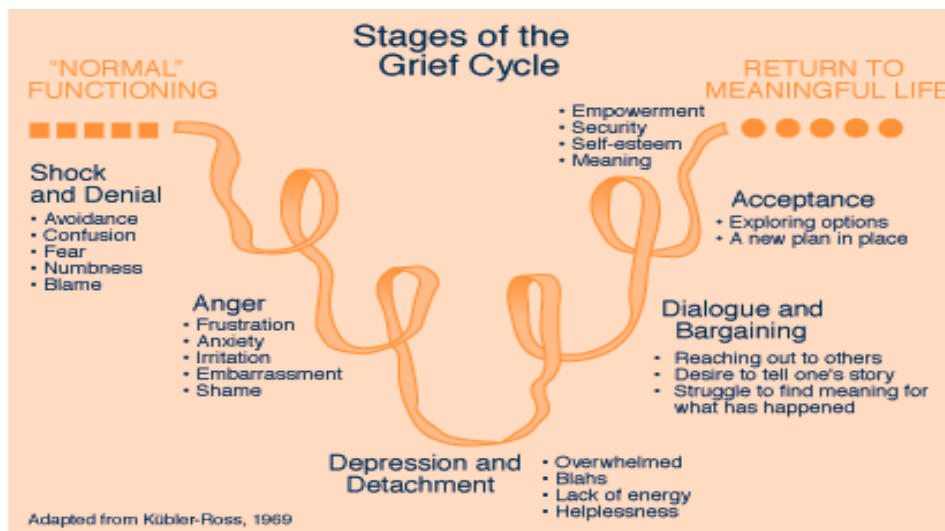 Stages of the
Grief Cycle
“NORMAL”
FUNCTIONING
RETURN TO
MEANINGFUL LIFE
• Empowerment
• Security
• Self-esteem
• Meaning
Shock
and Denial
• Avoidance
• Confusion
• Fear
• Numbness
• Blame
Acceptance
• Exploring options
• A new plan in place
Anger
• Frustration
• Anxiety
• Irritation
• Embarrassment
• Shame
Dialogue and
Bargaining
• Reaching out to others
• Desire to tell one's story
• Struggle to find meaning for
what has happened
Depression and
Detachment
• Overwhelmed
• Blahs
• Lack of energy
• Helplessness
Adapted from Kübler-Ross, 1969